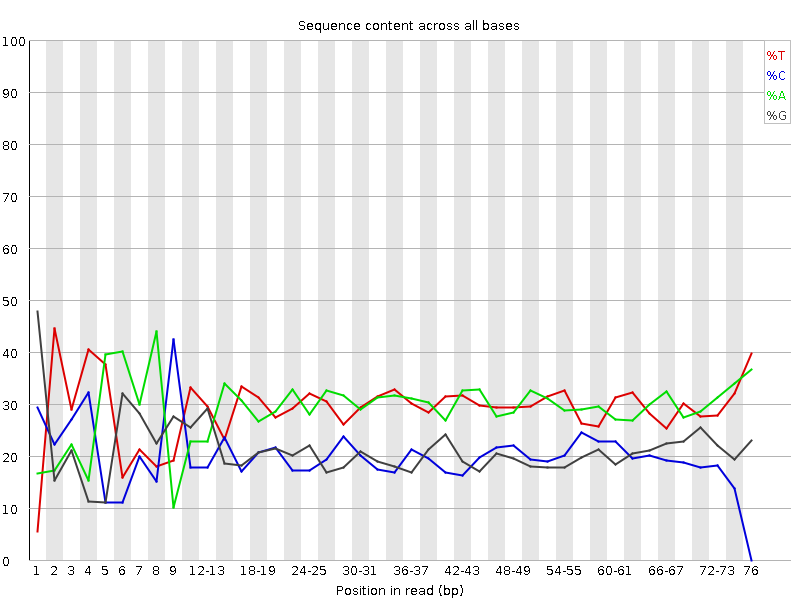 Sequence content across all bases
100
90
80
70
60
50
40
30
20
10
0
%T
%C
%A
%G
1 2 3 4 5 6 7 8 9 12-13 18-19 24-25 30-31 36-37 42-43 48-49 54-55 60-61 66-67 72-73 76
Position in read (bp)